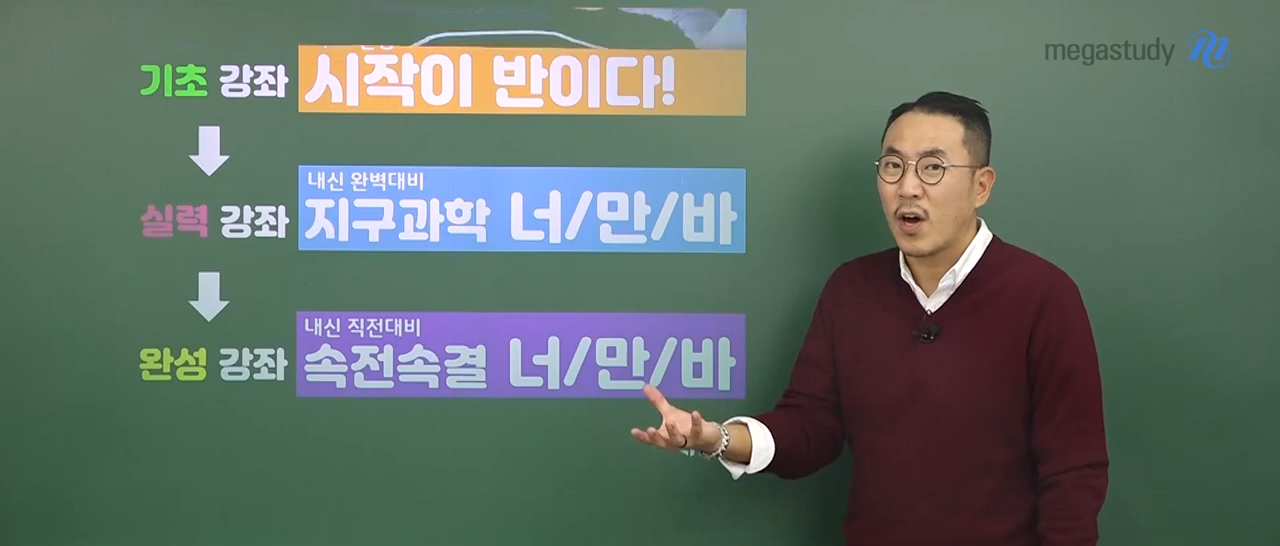 megastudy
기초 강좌
시작이 반이다!
내신 완벽대비
실력 강좌
지구과학 너/만/바
내신 직전대비
완성 강좌
속전속결 너/만/바